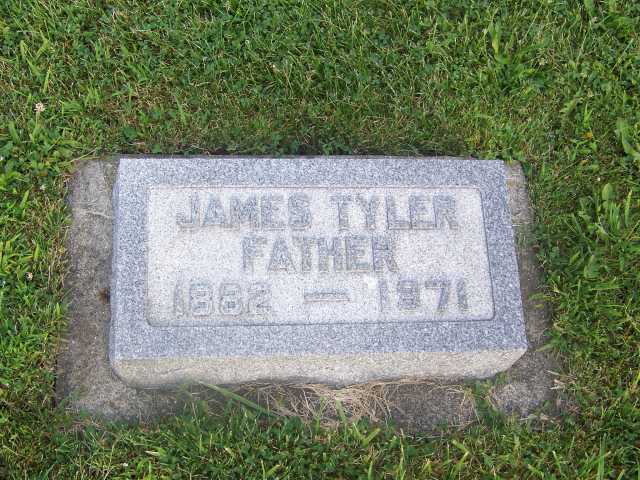 JAMES TYLER
FATHER
1882 — 1971